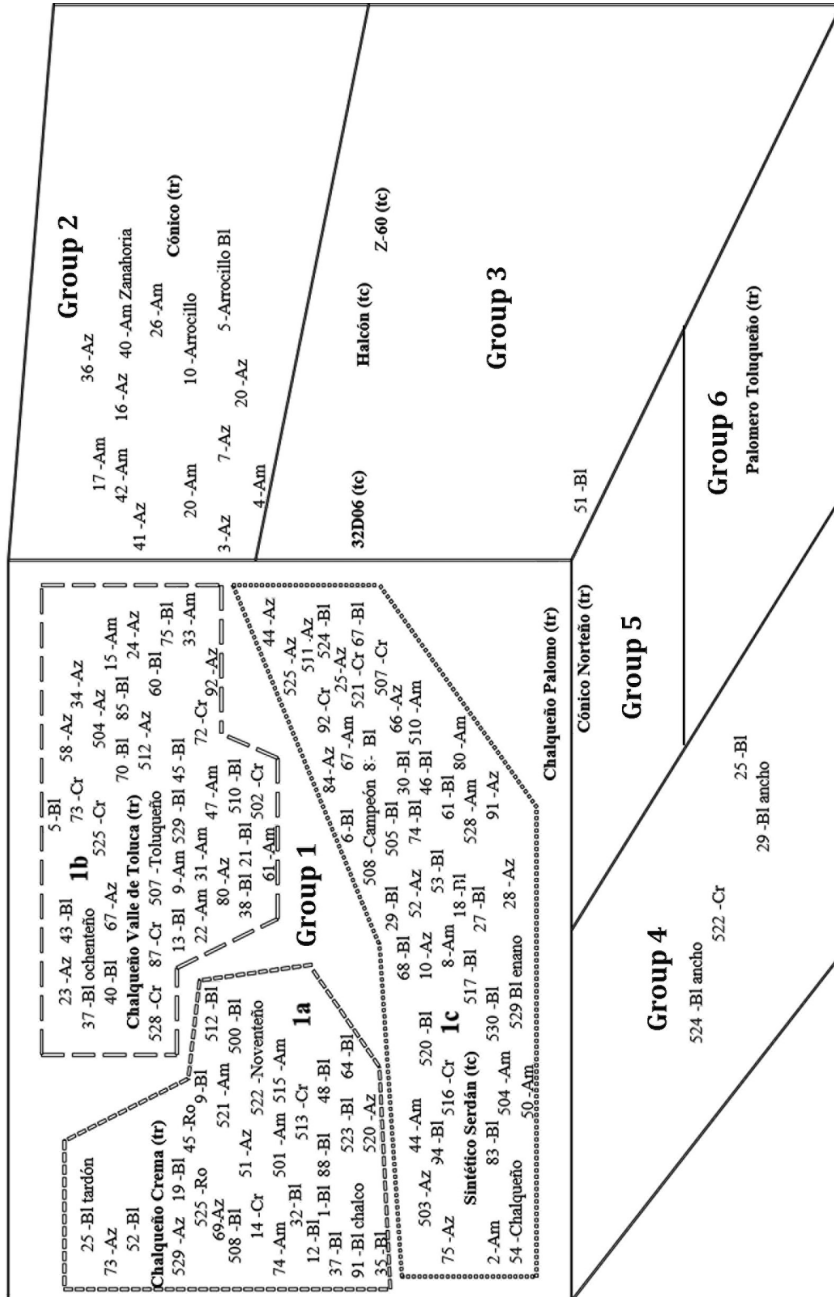 Group 2
36 -Az
17 -Am
16 -Az
40 -Am Zanahoria
42 -Am
41 -Az
26 -Am
Cónico (tr)
20 -Am
10 -Arrocillo
3 -Az
7 -Az
5 -Arrocillo Bl
20 -Az
4 -Am
Group 3
32D06 (tc)
Halcón (tc)
Z-60 (tc)
51 -Bl
Group 1
1b
5 -Bl
58 -Az
34 -Az
73 -Cr
23 -Az
43 -Bl
525 -Cr
504 -Az
15 -Am
37 -Bl ochenteño
70 -Bl
85 -Bl
24 -Az
40 -Bl
67 -Az
512 -Az
60 -Bl
75 -Bl
Chalqueño Valle de Toluca (tr)
33 -Am
528 -Cr
87 -Cr
507 -Toluqueño
13 -Bl
9 -Am
529 -Bl
45 -Bl
72 -Cr
92 -Az
22 -Am
31 -Am
47 -Am
80 -Az
510 -Bl
38 -Bl
21 -Bl
502 -Cr
61 -Am
1a
25 -Bl tardón
73 -Az
52 -Bl
Chalqueño Crema (tr)
529 -Az
19 -Bl
45 -Ro
9 -Bl
512 -Bl
525 -Ro
69-Az
521 -Am
500 -Bl
508 -Bl
51 -Az
522 -Noventeño
14 -Cr
74 -Am
501 -Am
515 -Am
32 -Bl
513 -Cr
12 -Bl
1 -Bl
88 -Bl
48 -Bl
37 -Bl
523 -Bl
64 -Bl
91 -Bl chalco
520 -Az
35 -Bl
1c
44 -Az
525 -Az
511 -Az
92 -Cr
524 -Bl
84 -Az
67 -Am
25 -Az
6 -Bl
521 -Cr
67 -Bl
508 -Campeón
8- Bl
507 -Cr
29 -Bl
505 -Bl
30 -Bl
66 -Az
68 -Bl
52 -Az
74 -Bl
46 -Bl
510 -Am
10 -Az
53 -Bl
61 -Bl
80 -Am
520 -Bl
8 -Am
18 -Bl
528 -Am
44 -Am
517 -Bl
27 -Bl
91 -Az
503 -Az
94 -Bl
516 -Cr
28 -Az
75 -Az
Sintético Serdán (tc)
530 -Bl
2 -Am
83 -Bl
504 -Am
529 Bl enano
54 -Chalqueño
50 -Am
Chalqueño Palomo (tr)
Cónico Norteño (tr)
Group 5
Group 6
Palomero Toluqueño (tr)
Group 4
524 -Bl ancho
522 -Cr
25 -Bl
29 -Bl ancho